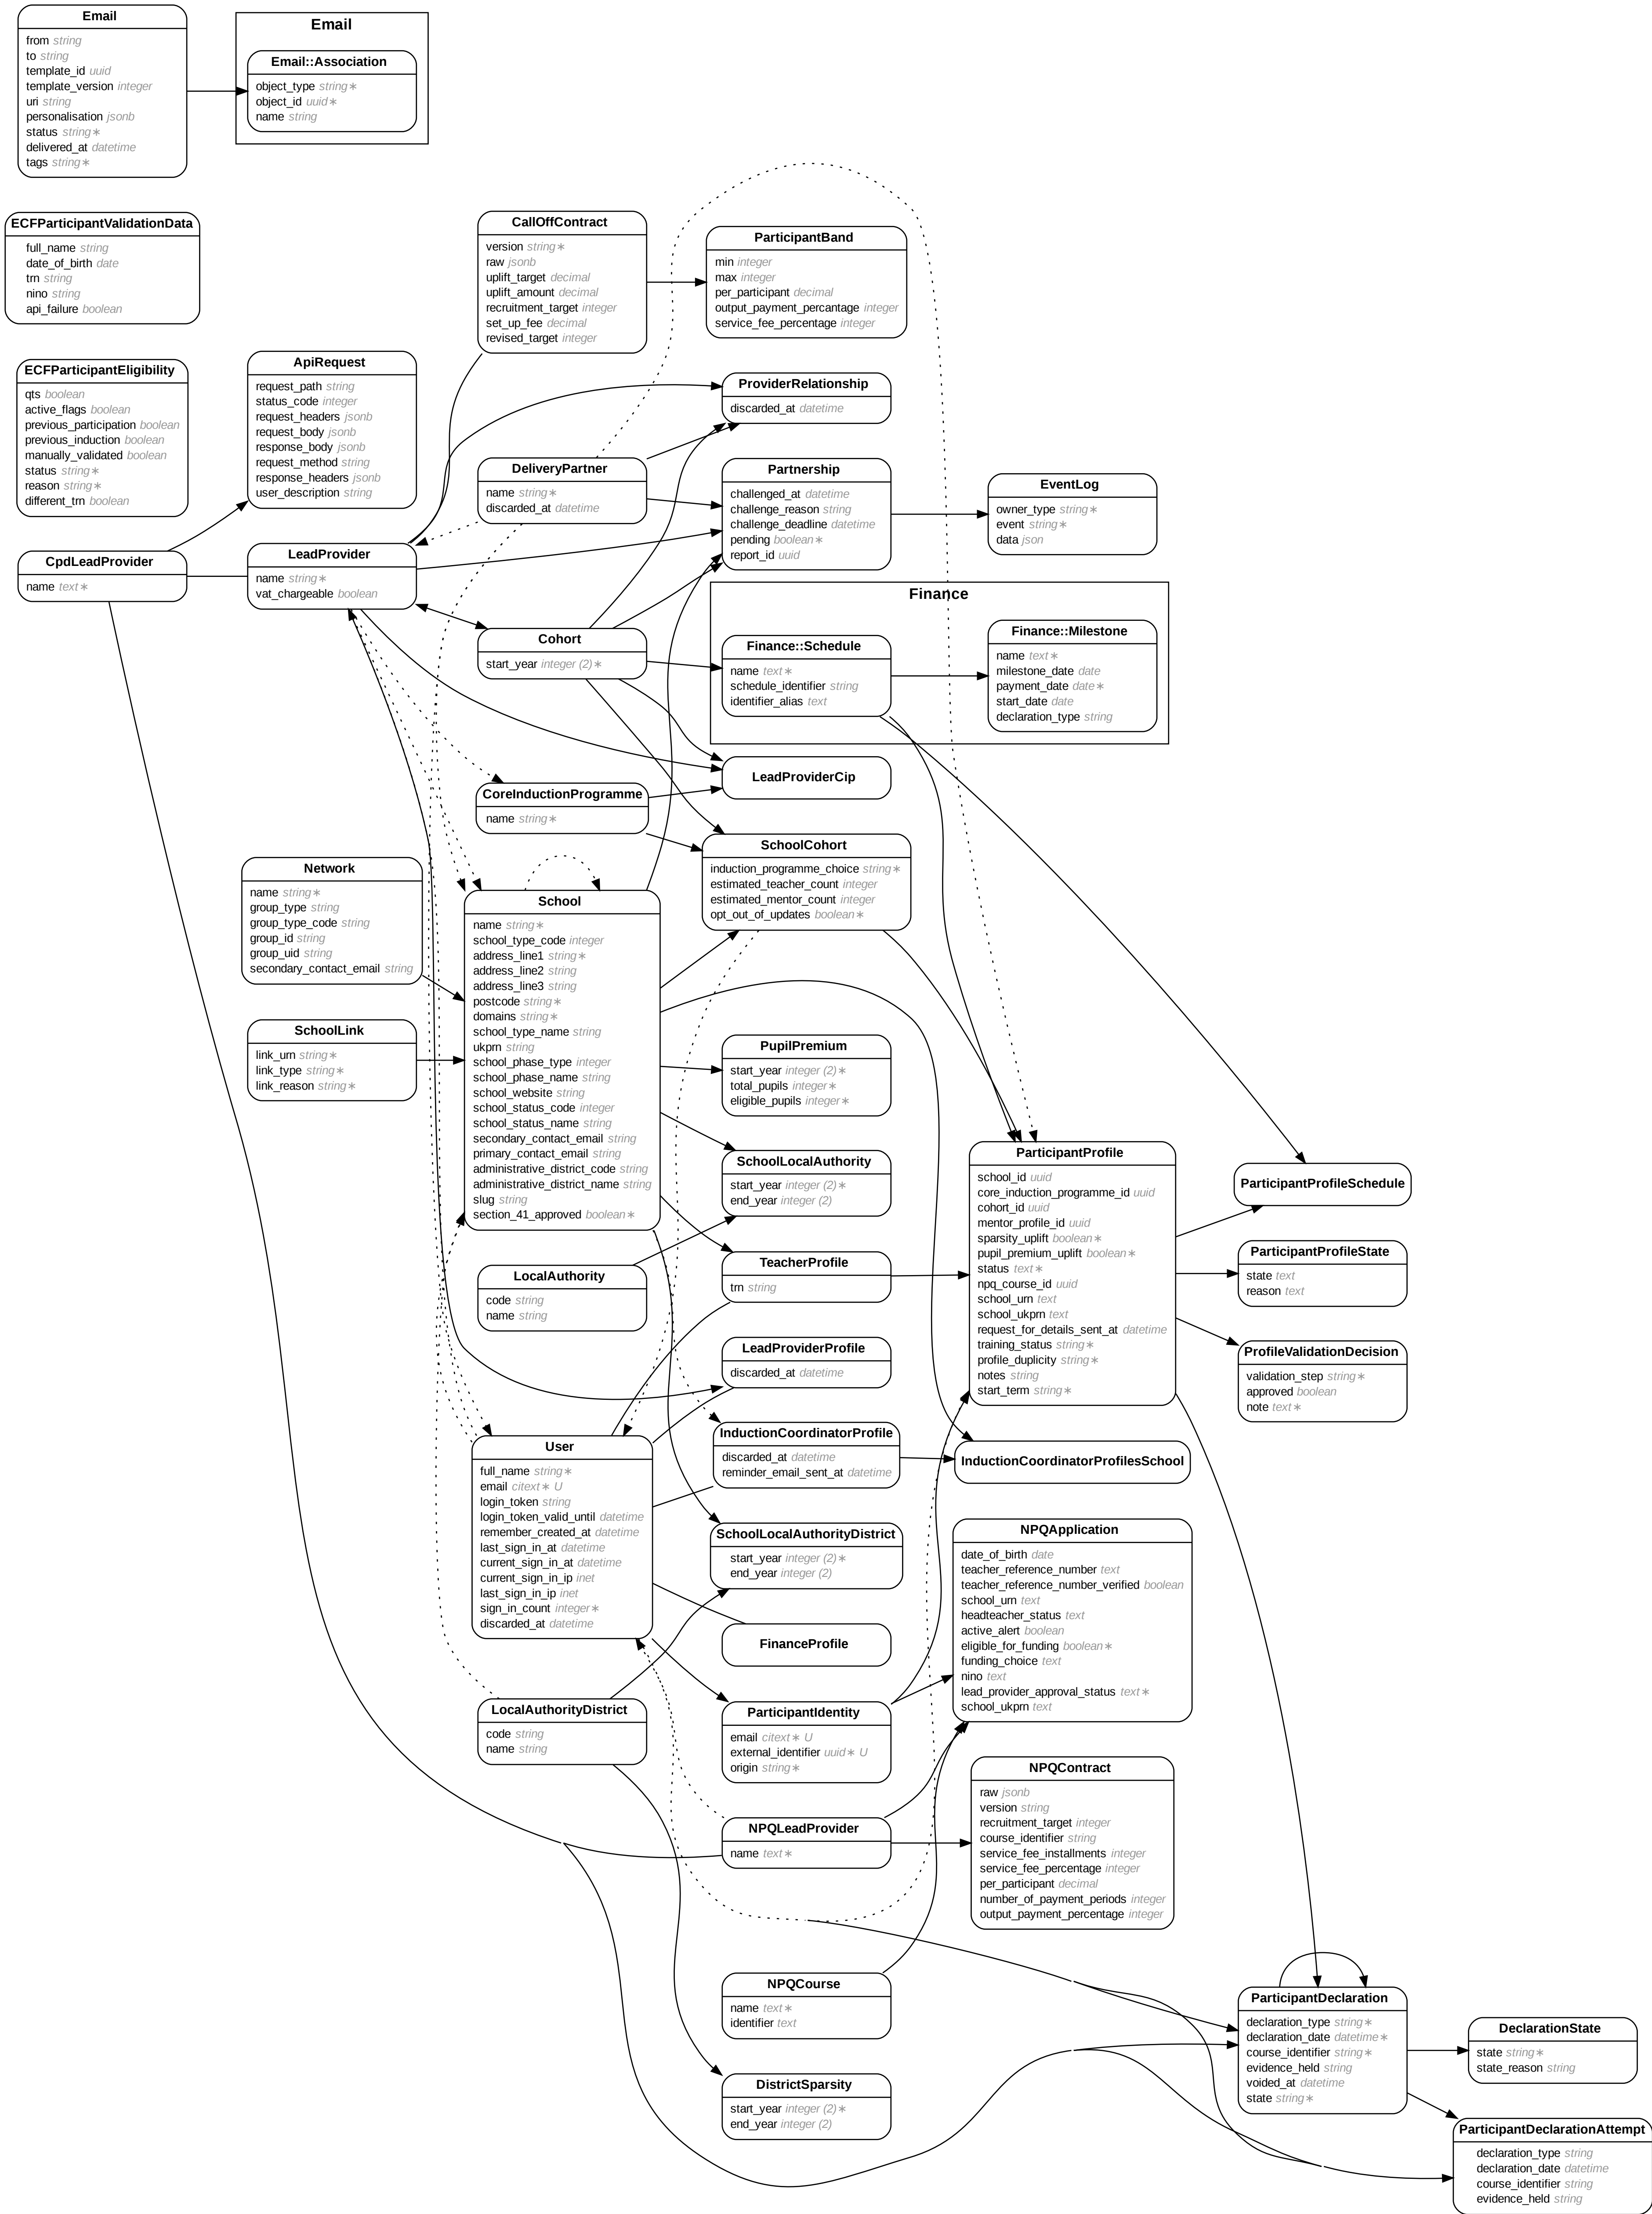 Email
from string
to string
template_id uuid
template_version integer
uri string
personalisation jsonb
status string∗
delivered_at datetime
tags string∗
Email
Email::Association
object_type string∗
object_id uuid∗
name string
ECFParticipantValidationData
full_name string
date_of_birth date
trn string
nino string
api_failure boolean
CallOffContract
version string∗
raw jsonb
uplift_target decimal
uplift_amount decimal
recruitment_target integer
set_up_fee decimal
revised_target integer
ParticipantBand
min integer
max integer
per_participant decimal
output_payment_percantage integer
service_fee_percentage integer
ECFParticipantEligibility
qts boolean
active_flags boolean
previous_participation boolean
previous_induction boolean
manually_validated boolean
status string∗
reason string∗
different_trn boolean
ApiRequest
request_path string
status_code integer
request_headers jsonb
request_body jsonb
response_body jsonb
request_method string
response_headers jsonb
user_description string
ProviderRelationship
discarded_at datetime
DeliveryPartner
name string∗
discarded_at datetime
Partnership
challenged_at datetime
challenge_reason string
challenge_deadline datetime
pending boolean∗
report_id uuid
EventLog
owner_type string∗
event string∗
data json
CpdLeadProvider
name text∗
LeadProvider
name string∗
vat_chargeable boolean
Cohort
start_year integer (2)∗
Finance
Finance::Schedule
name text∗
schedule_identifier string
identifier_alias text
Finance::Milestone
name text∗
milestone_date date
payment_date date∗
start_date date
declaration_type string
LeadProviderCip
CoreInductionProgramme
name string∗
SchoolCohort
induction_programme_choice string∗
estimated_teacher_count integer
estimated_mentor_count integer
opt_out_of_updates boolean∗
Network
name string∗
group_type string
group_type_code string
group_id string
group_uid string
secondary_contact_email string
SchoolLink
link_urn string∗
link_type string∗
link_reason string∗
School
name string∗
school_type_code integer
address_line1 string∗
address_line2 string
address_line3 string
postcode string∗
domains string∗
school_type_name string
ukprn string
school_phase_type integer
school_phase_name string
school_website string
school_status_code integer
school_status_name string
secondary_contact_email string
primary_contact_email string
administrative_district_code string
administrative_district_name string
slug string
section_41_approved boolean∗
PupilPremium
start_year integer (2)∗
total_pupils integer∗
eligible_pupils integer∗
SchoolLocalAuthority
start_year integer (2)∗
end_year integer (2)
LocalAuthority
code string
name string
TeacherProfile
trn string
LeadProviderProfile
discarded_at datetime
ParticipantProfile
school_id uuid
core_induction_programme_id uuid
cohort_id uuid
mentor_profile_id uuid
sparsity_uplift boolean∗
pupil_premium_uplift boolean∗
status text∗
npq_course_id uuid
school_urn text
school_ukprn text
request_for_details_sent_at datetime
training_status string∗
profile_duplicity string∗
notes string
start_term string∗
ParticipantProfileSchedule
ParticipantProfileState
state text
reason text
ProfileValidationDecision
validation_step string∗
approved boolean
note text∗
User
full_name string∗
email citext∗ U
login_token string
login_token_valid_until datetime
remember_created_at datetime
last_sign_in_at datetime
current_sign_in_at datetime
current_sign_in_ip inet
last_sign_in_ip inet
sign_in_count integer∗
discarded_at datetime
InductionCoordinatorProfile
discarded_at datetime
reminder_email_sent_at datetime
InductionCoordinatorProfilesSchool
SchoolLocalAuthorityDistrict
start_year integer (2)∗
end_year integer (2)
FinanceProfile
NPQApplication
date_of_birth date
teacher_reference_number text
teacher_reference_number_verified boolean
school_urn text
headteacher_status text
active_alert boolean
eligible_for_funding boolean∗
funding_choice text
nino text
lead_provider_approval_status text∗
school_ukprn text
LocalAuthorityDistrict
code string
name string
ParticipantIdentity
email citext∗ U
external_identifier uuid∗ U
origin string∗
NPQLeadProvider
name text∗
NPQContract
raw jsonb
version string
recruitment_target integer
course_identifier string
service_fee_installments integer
service_fee_percentage integer
per_participant decimal
number_of_payment_periods integer
output_payment_percentage integer
NPQCourse
name text∗
identifier text
DistrictSparsity
start_year integer (2)∗
end_year integer (2)
ParticipantDeclaration
declaration_type string∗
declaration_date datetime∗
course_identifier string∗
evidence_held string
voided_at datetime
state string∗
DeclarationState
state string∗
state_reason string
ParticipantDeclarationAttempt
declaration_type string
declaration_date datetime
course_identifier string
evidence_held string